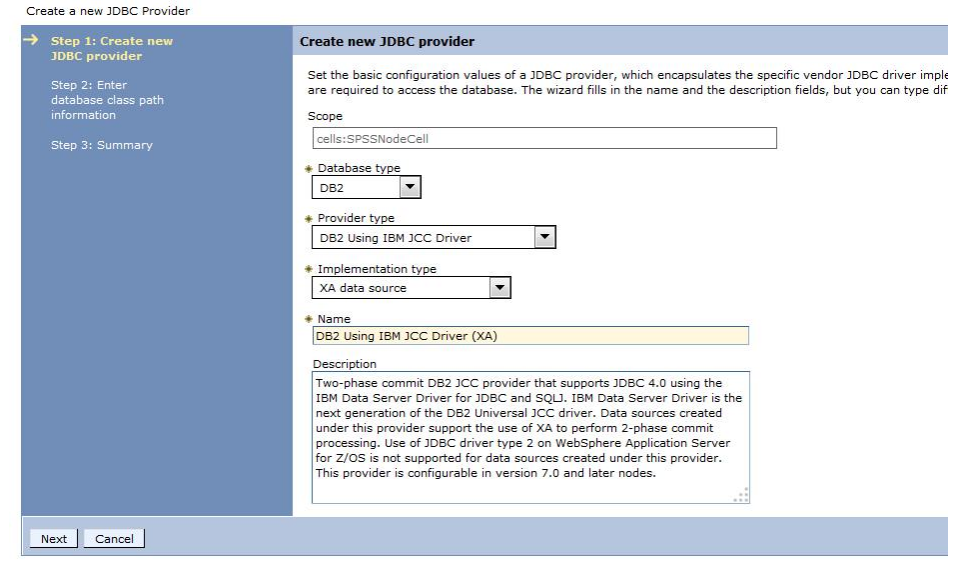 Create a new JDBC Provider
Step 1: Create new
JDBC provider
Step 2: Enter
database class path
information
Step 3: Summary
Create new JDBC provider
Set the basic configuration values of a JDBC provider, which encapsulates the specific vendor JDBC driver imple
are required to access the database. The wizard fills in the name and the description fields, but you can type dif
Scope
cells:SPSSNodeCell
Database type
DB2
Provider type
DB2 Using IBM JCC Driver
Implementation type
XA data source
Name
DB2 Using IBM JCC Driver (XA)
Description
Two-phase commit DB2 JCC provider that supports JDBC 4.0 using the
IBM Data Server Driver for JDBC and SQLJ. IBM Data Server Driver is the
next generation of the DB2 Universal JCC driver. Data sources created
under this provider support the use of XA to perform 2-phase commit
processing. Use of JDBC driver type 2 on WebSphere Application Server
for Z/OS is not supported for data sources created under this provider.
This provider is configurable in version 7.0 and later nodes.
Next
Cancel